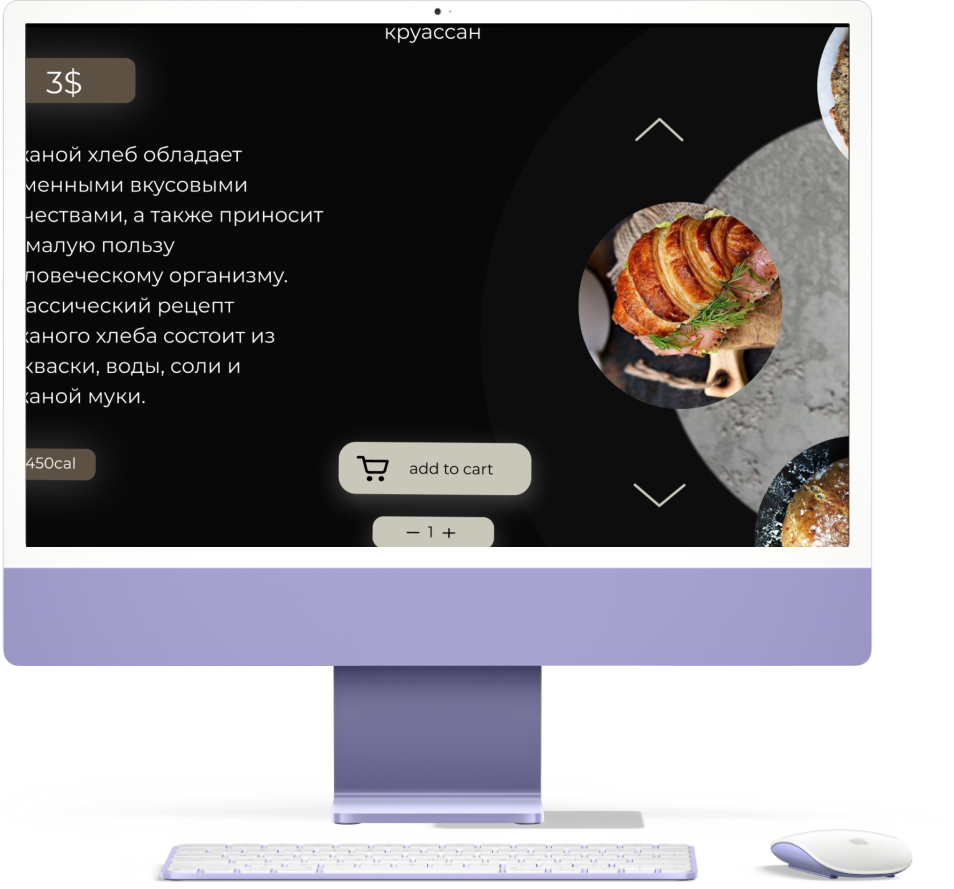 круассан
3$
каной хлеб обладает
менными вкусовыми
чествами, а также приносит
малую пользу
ловеческому организму.
ассический рецепт
каного хлеба состоит из
кваски, воды, соли и
каной муки.
450cal
add to cart
— 1 +